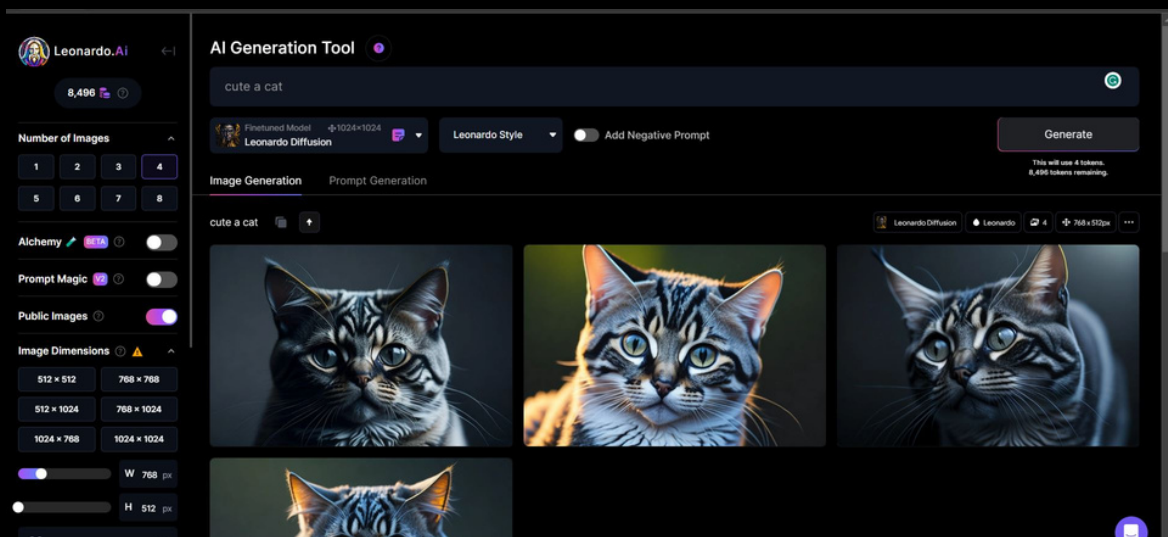 Leonardo.Ai
8,496
Number of Images
1 2 3 4
5 6 7 8
Alchemy BETA
Prompt Magic V2
Public Images
Image Dimensions
512 × 512 768 × 768
512 × 1024 768 × 1024
1024 × 768 1024 × 1024
W 768 px
H 512 px
AI Generation Tool
cute a cat
Finetuned Model 1024×1024
Leonardo Diffusion
Leonardo Style
Add Negative Prompt
Generate
This will use 4 tokens.
8,496 tokens remaining.
Image Generation Prompt Generation
cute a cat
Leonardo Diffusion Leonardo 4 768 x 512px